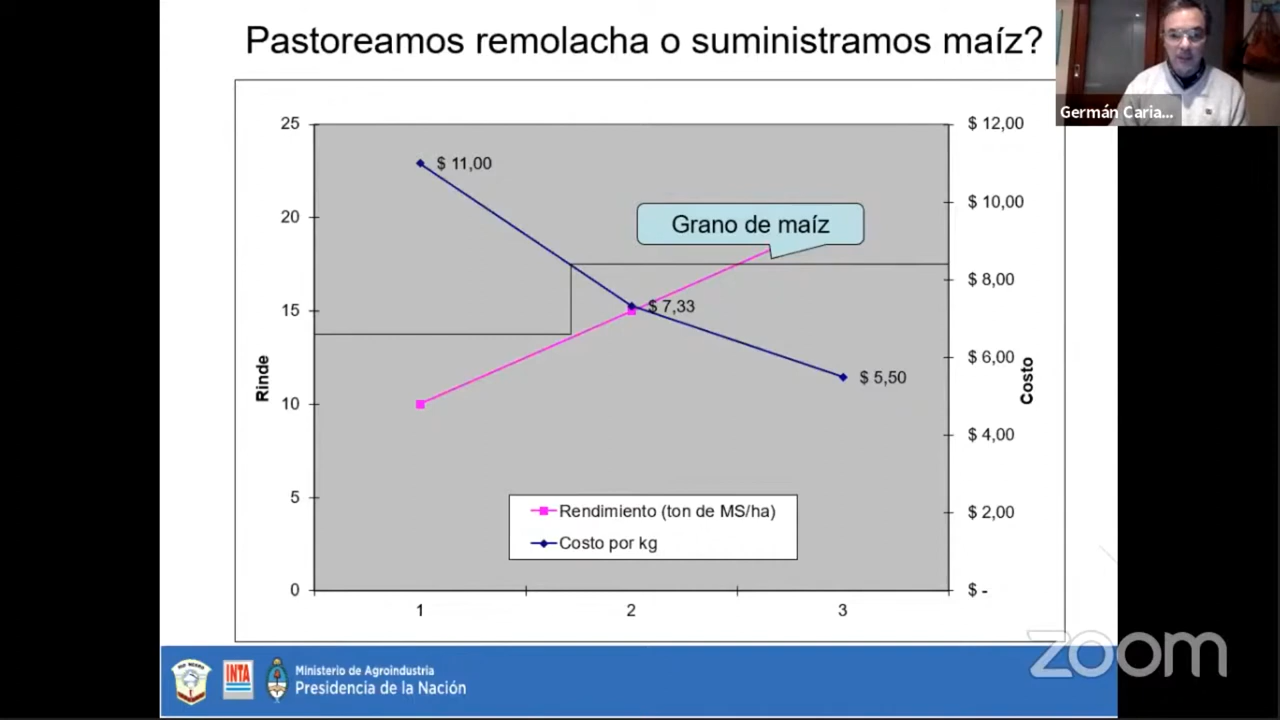 Pastoreamos remolacha o suministramos maíz?
Germán Caria...
25
20
15
10
5
0
Rinde
$ 12,00
$ 10,00
$ 8,00
$ 6,00
$ 4,00
$ 2,00
$ -
Costo
$ 11,00
Grano de maíz
$ 7,33
$ 5,50
Rendimiento (ton de MS/ha)
Costo por kg
1
2
3
INTA
Ministerio de Agroindustria
Presidencia de la Nación
zoom